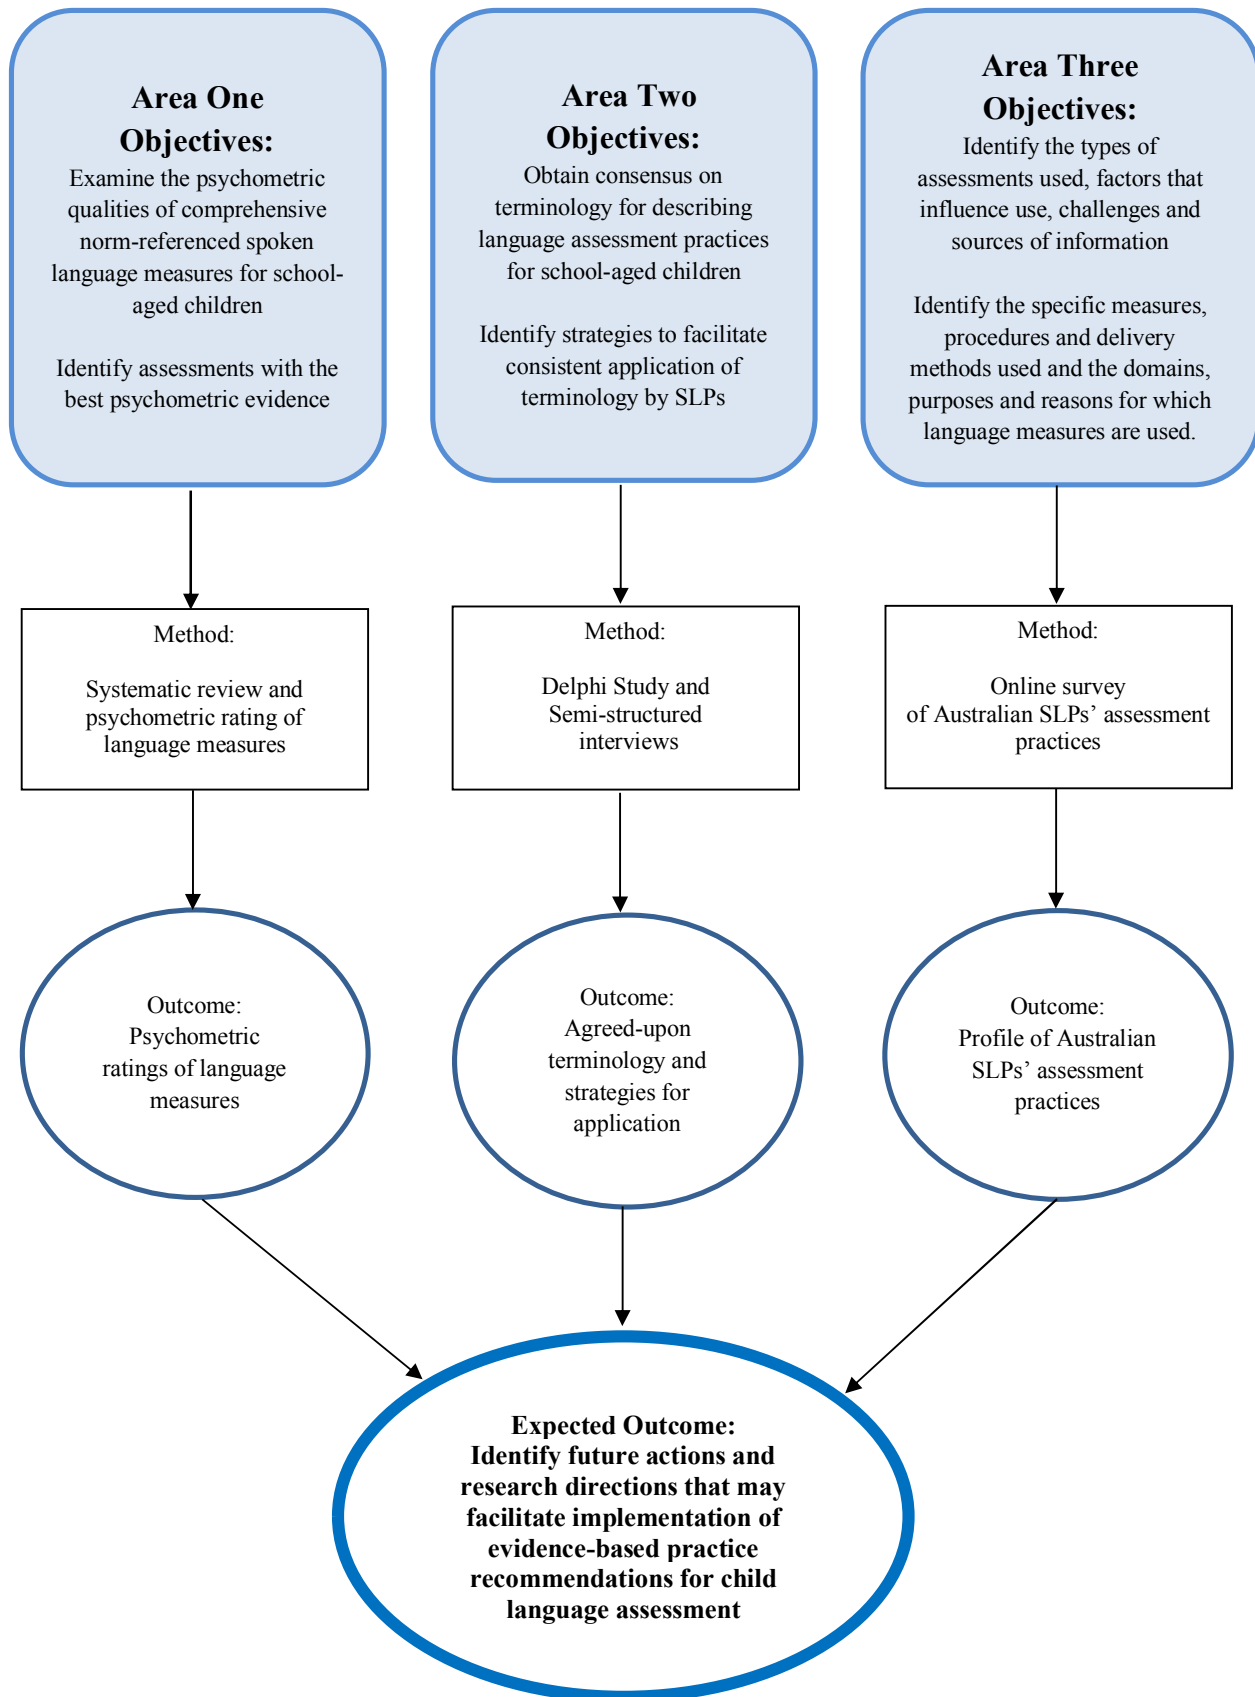 Area One
Objectives:
Examine the psychometric
qualities of comprehensive
norm-referenced spoken
language measures for school-
aged children
Identify assessments with the
best psychometric evidence
Area Two
Objectives:
Obtain consensus on
terminology for describing
language assessment practices
for school-aged children
Identify strategies to facilitate
consistent application of
terminology by SLPs
Area Three
Objectives:
Identify the types of
assessments used, factors that
influence use, challenges and
sources of information
Identify the specific measures,
procedures and delivery
methods used and the domains,
purposes and reasons for which
language measures are used.
Method:
Systematic review and
psychometric rating of
language measures
Method:
Delphi Study and
Semi-structured
interviews
Method:
Online survey
of Australian SLPs’ assessment
practices
Outcome:
Psychometric
ratings of language
measures
Outcome:
Agreed-upon
terminology and
strategies for
application
Outcome:
Profile of Australian
SLPs’ assessment
practices
Expected Outcome:
Identify future actions and
research directions that may
facilitate implementation of
evidence-based practice
recommendations for child
language assessment